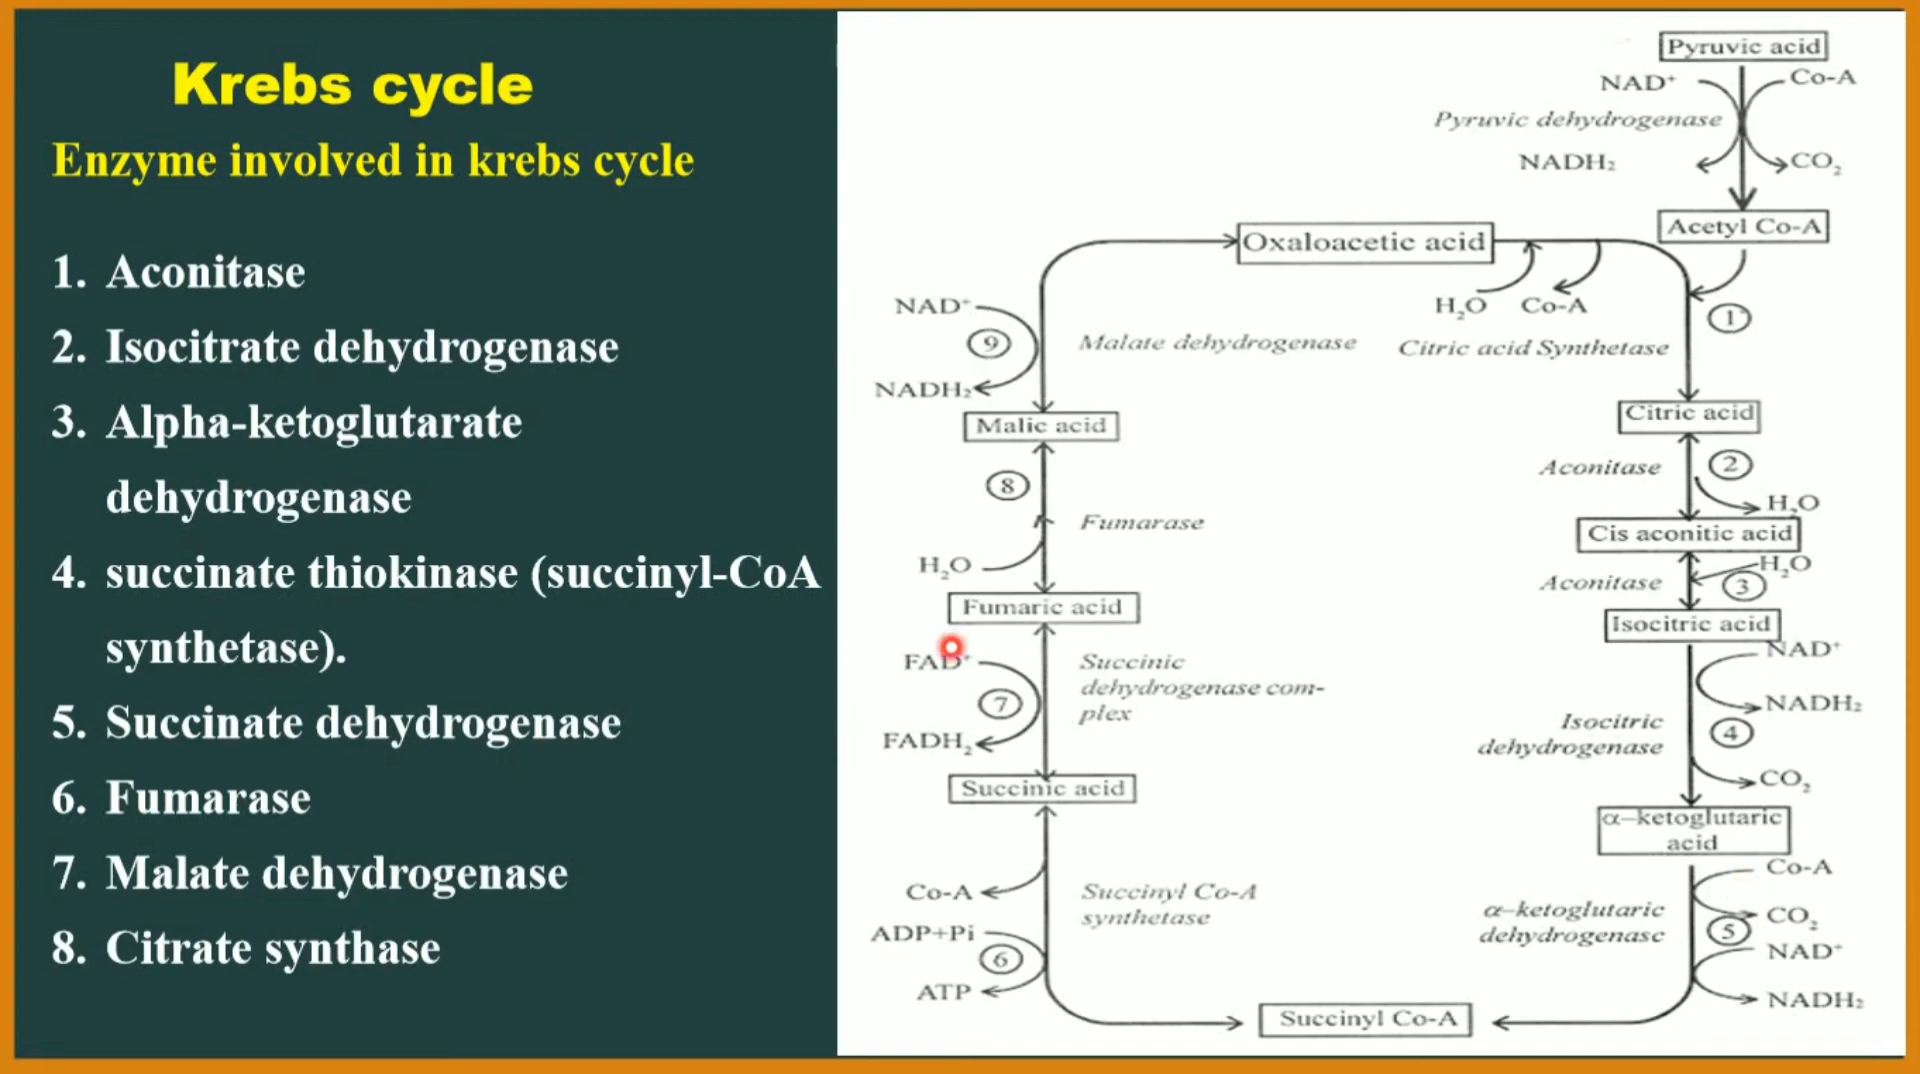 Krebs cycle
Enzyme involved in krebs cycle
1. Aconitase
2. Isocitrate dehydrogenase
3. Alpha-ketoglutarate
dehydrogenase
4. succinate thiokinase (succinyl-CoA
synthetase).
5. Succinate dehydrogenase
6. Fumarase
7. Malate dehydrogenase
8. Citrate synthase
Pyruvic acid
NAD⁺
Co-A
Pyruvic dehydrogenase
NADH₂
CO₂
Acetyl Co-A
Oxaloacetic acid
H₂O
Co-A
1
Citric acid Synthetase
NAD⁺
9
Malate dehydrogenase
NADH₂
Malic acid
Citric acid
Aconitase
2
H₂O
8
Fumarase
H₂O
Cis aconitic acid
H₂O
Aconitase
3
Fumaric acid
Isocitric acid
NAD⁺
NADH₂
Isocitric
dehydrogenase
4
CO₂
FAD⁺
7
Succinic
dehydrogenase com-
plex
FADH₂
Succinic acid
α–ketoglutaric
acid
Co-A
CO₂
α–ketoglutaric
dehydrogenasc
5
NAD⁺
NADH₂
Co-A
Succinyl Co-A
synthetase
ADP+Pi
6
ATP
Succinyl Co-A